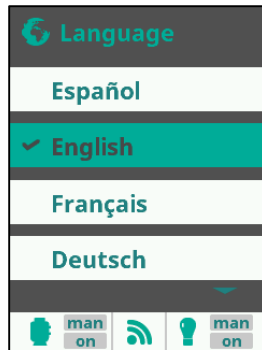 Language
Español
English
Français
Deutsch
man man
on on